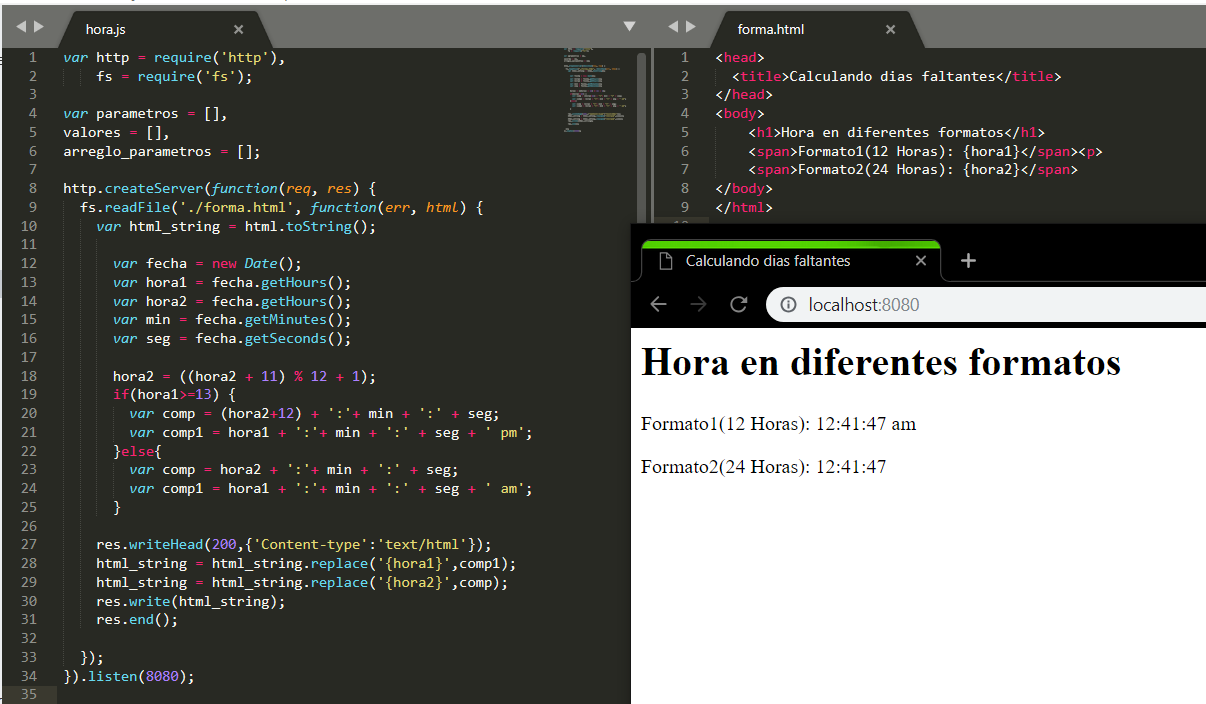 hora.js
1 var http = require('http'),
2 fs = require('fs');
3
4 var parametros = [],
5 valores = [],
6 arreglo_parametros = [];
7
8 http.createServer(function(req, res) {
9 fs.readFile('./forma.html', function(err, html) {
10 var html_string = html.toString();
11
12 var fecha = new Date();
13 var hora1 = fecha.getHours();
14 var hora2 = fecha.getHours();
15 var min = fecha.getMinutes();
16 var seg = fecha.getSeconds();
17
18 hora2 = ((hora2 + 11) % 12 + 1);
19 if(hora1>=13) {
20 var comp = (hora2+12) + ':'+ min + ':' + seg;
21 var comp1 = hora1 + ':'+ min + ':' + seg + ' pm';
22 }else{
23 var comp = hora2 + ':'+ min + ':' + seg;
24 var comp1 = hora1 + ':'+ min + ':' + seg + ' am';
25 }
26
27 res.writeHead(200,{'Content-type':'text/html'});
28 html_string = html_string.replace('{hora1}',comp1);
29 html_string = html_string.replace('{hora2}',comp);
30 res.write(html_string);
31 res.end();
32
33 });
34 }).listen(8080);
35
forma.html
1 <head>
2 <title>Calculando dias faltantes</title>
3 </head>
4 <body>
5 <h1>Hora en diferentes formatos</h1>
6 <span>Formato1(12 Horas): {hora1}</span><p>
7 <span>Formato2(24 Horas): {hora2}</span>
8 </body>
9 </html>
Calculando dias faltantes
localhost:8080
Hora en diferentes formatos
Formato1(12 Horas): 12:41:47 am
Formato2(24 Horas): 12:41:47